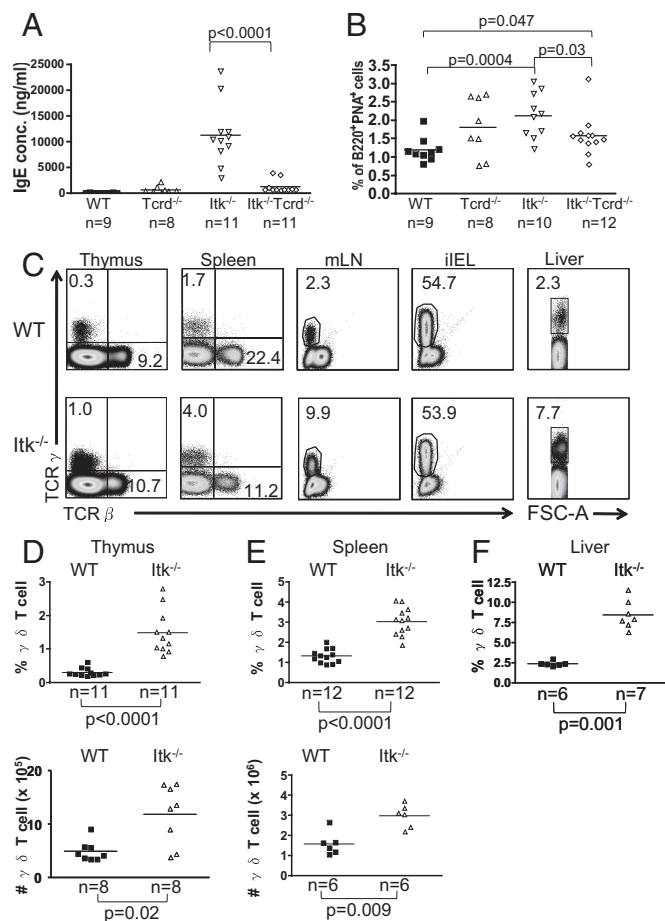 A
p<0.0001
IgE conc. (ng/ml)
25000
20000
15000
10000
5000
0
WT Tcrd-/- Itk-/- Itk-/-Tcrd-/-
n=9 n=8 n=11 n=11
B
p=0.047
p=0.0004 p=0.03
% of B220+PNA+ cells
3.5
3.0
2.5
2.0
1.5
1.0
0.5
0
WT Tcrd-/- Itk-/- Itk-/-Tcrd-/-
n=9 n=8 n=10 n=12
C
Thymus Spleen mLN iIEL Liver
WT
0.3 1.7 2.3 54.7 2.3
9.2 22.4
Itk-/-
1.0 4.0 9.9 53.9 7.7
10.7 11.2
TCR γ
TCR β FSC-A
D Thymus
WT Itk-/-
% γ δ T cell
3
2
1
0
n=11 n=11
p<0.0001
WT Itk-/-
# γ δ T cell (x 10⁵)
20
10
0
n=8 n=8
p=0.02
E Spleen
WT Itk-/-
% γ δ T cell
5
4
3
2
1
0
n=12 n=12
p<0.0001
WT Itk-/-
# γ δ T cell (x 10⁶)
5
4
3
2
1
0
n=6 n=6
p=0.009
F Liver
WT Itk-/-
% γ δ T cell
12.5
10.0
7.5
5.0
2.5
0
n=6 n=7
p=0.001